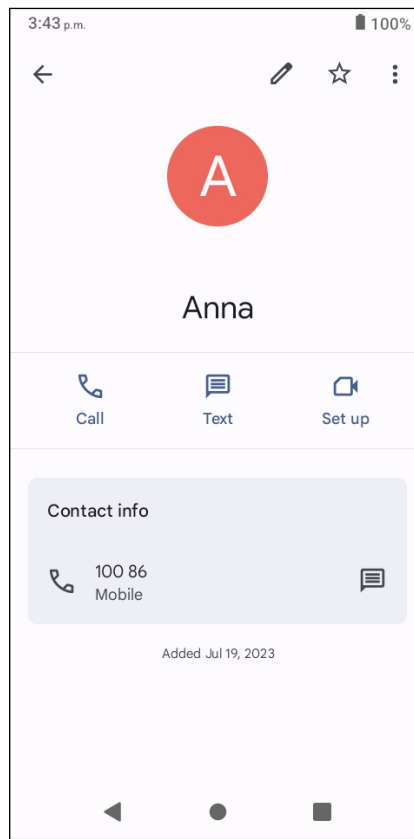 3:43 p.m. 100%
A
Anna
Call Text Set up
Contact info
100 86
Mobile
Added Jul 19, 2023